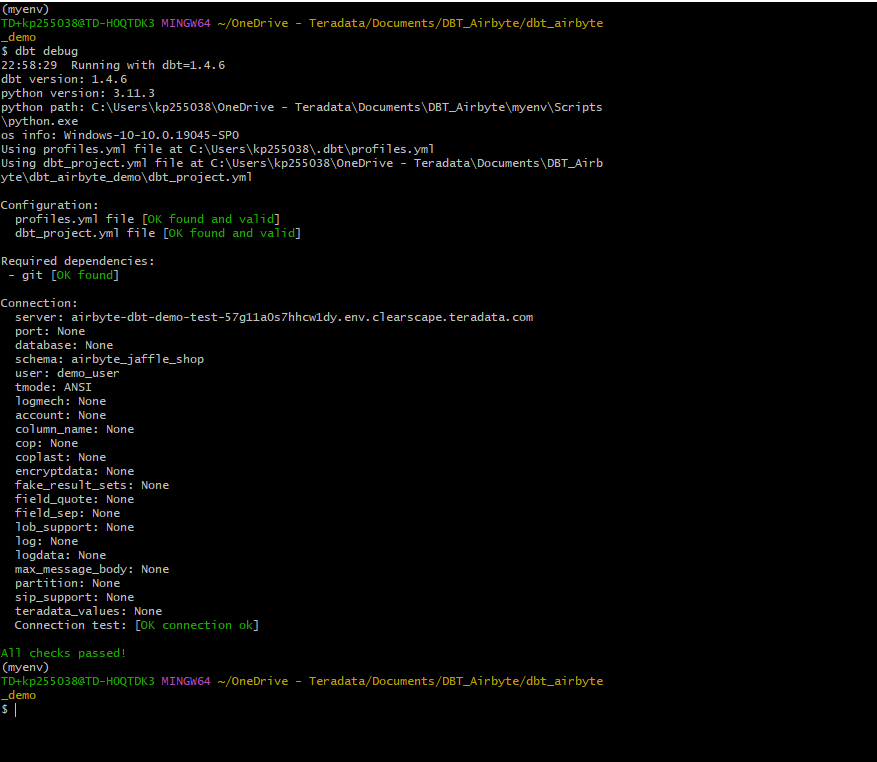 (myenv)
TD+kp255038@TD-H0QTDK3 MINGW64 ~/OneDrive - Teradata/Documents/DBT_Airbyte/dbt_airbyte
_demo
$ dbt debug
22:58:29  Running with dbt=1.4.6
dbt version: 1.4.6
python version: 3.11.3
python path: C:\Users\kp255038\OneDrive - Teradata\Documents\DBT_Airbyte\myenv\Scripts
\python.exe
os info: Windows-10-10.0.19045-SP0
Using profiles.yml file at C:\Users\kp255038\.dbt\profiles.yml
Using dbt_project.yml file at C:\Users\kp255038\OneDrive - Teradata\Documents\DBT_Airb
yte\dbt_airbyte_demo\dbt_project.yml
Configuration:
  profiles.yml file [OK found and valid]
  dbt_project.yml file [OK found and valid]
Required dependencies:
 - git [OK found]
Connection:
  server: airbyte-dbt-demo-test-57g11a0s7hhcw1dy.env.clearscape.teradata.com
  port: None
  database: None
  schema: airbyte_jaffle_shop
  user: demo_user
  tmode: ANSI
  logmech: None
  account: None
  column_name: None
  cop: None
  coplast: None
  encryptdata: None
  fake_result_sets: None
  field_quote: None
  field_sep: None
  lob_support: None
  log: None
  logdata: None
  max_message_body: None
  partition: None
  sip_support: None
  teradata_values: None
  Connection test: [OK connection ok]
All checks passed!
(myenv)
TD+kp255038@TD-H0QTDK3 MINGW64 ~/OneDrive - Teradata/Documents/DBT_Airbyte/dbt_airbyte
_demo
$